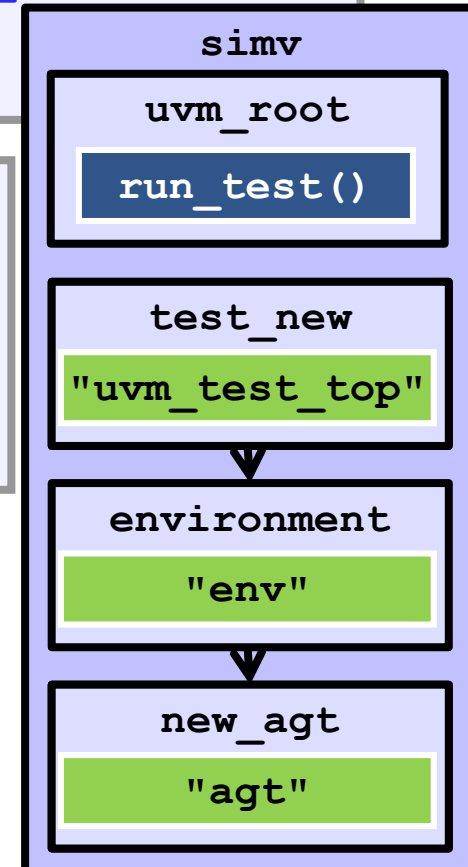 simv
uvm_root
run_test()
test_new
"uvm_test_top"
environment
"env"
new_agt
"agt"